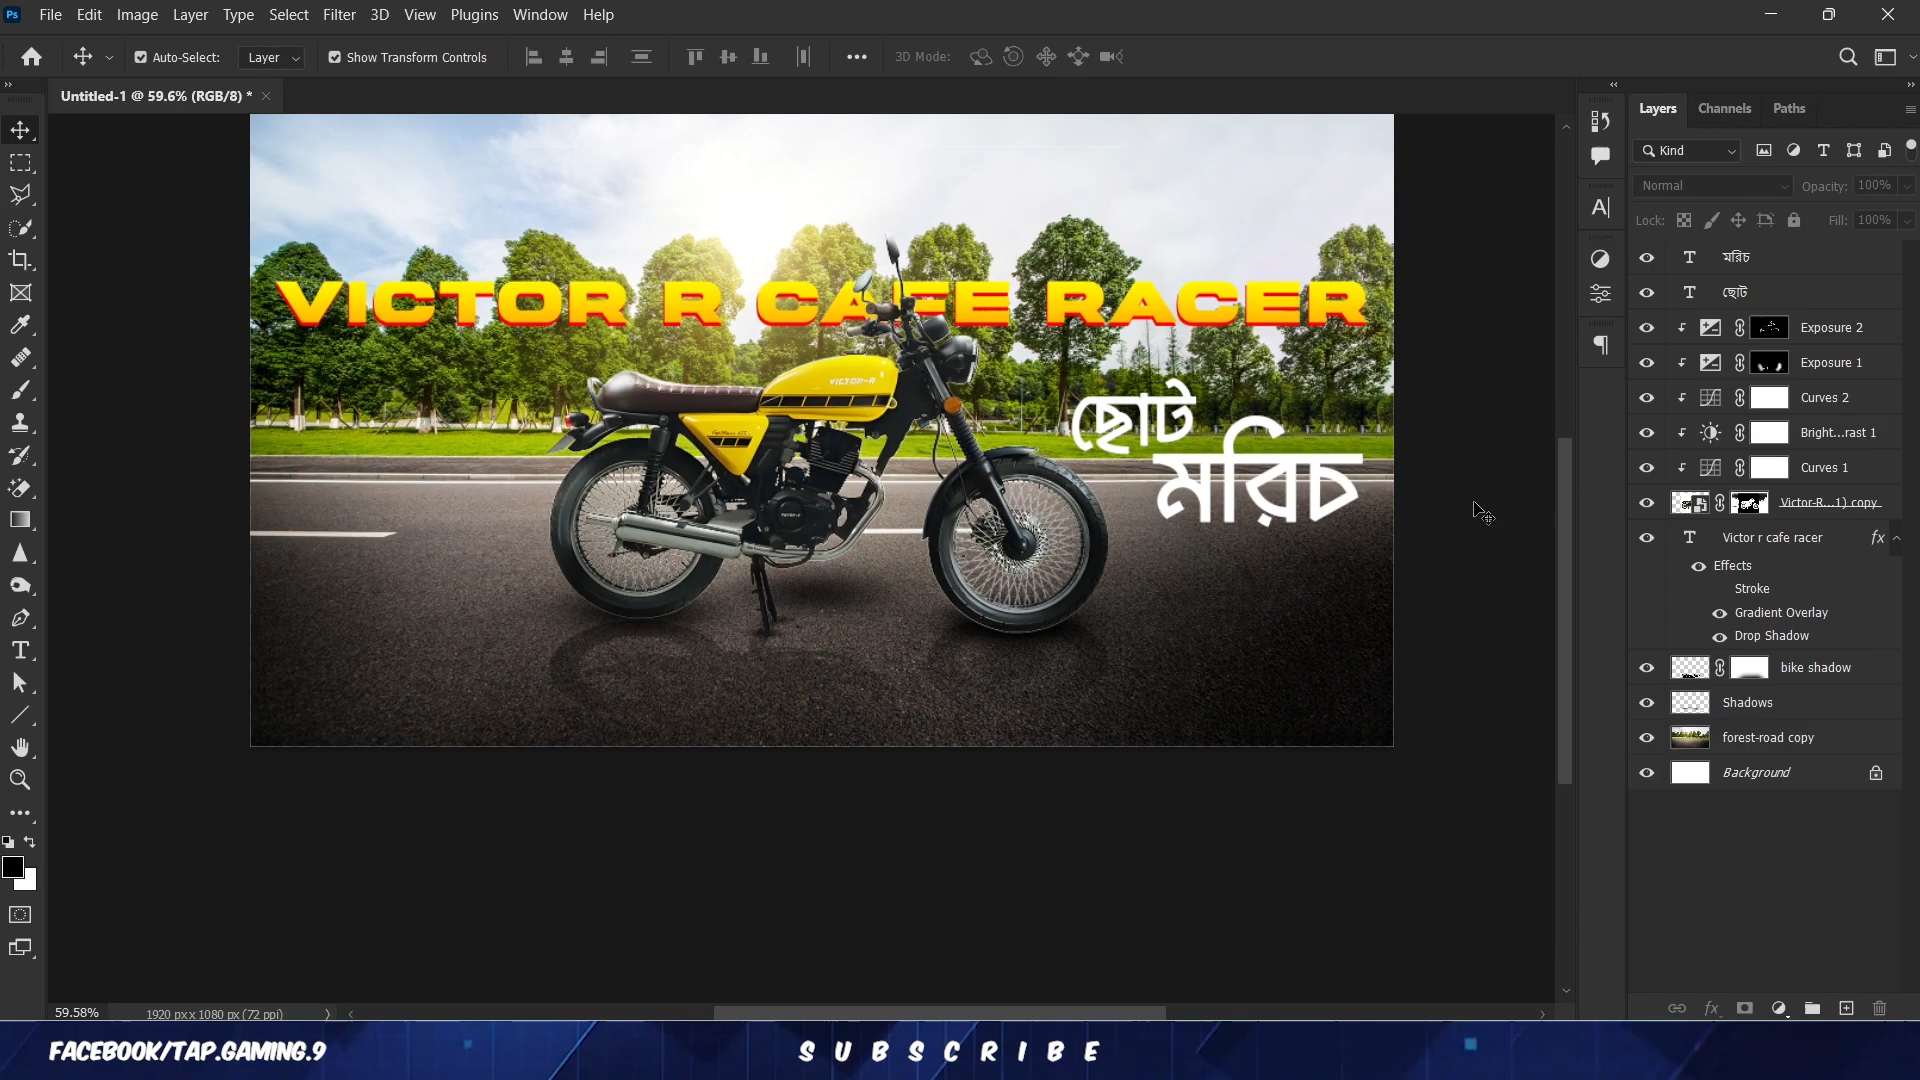 Ps File Edit Image Layer Type Select Filter 3D View Plugins Window Help
Auto-Select: Layer Show Transform Controls 3D Mode:
Untitled-1 @ 59.6% (RGB/8) *
Layers Channels Paths
Kind
Normal Opacity: 100%
Lock: Fill: 100%
VICTOR R CAFE RACER
VICTOR-R
ছোট
মরিচ
T মরিচ
T ছোট
Exposure 2
Exposure 1
Curves 2
Bright...rast 1
Curves 1
Victor-R...1) copy
T Victor r cafe racer fx
Effects
Stroke
Gradient Overlay
Drop Shadow
bike shadow
Shadows
forest-road copy
Background
59.58% 1920 px x 1080 px (72 ppi)
FACEBOOK/TAP.GAMING.9 SUBSCRIBE